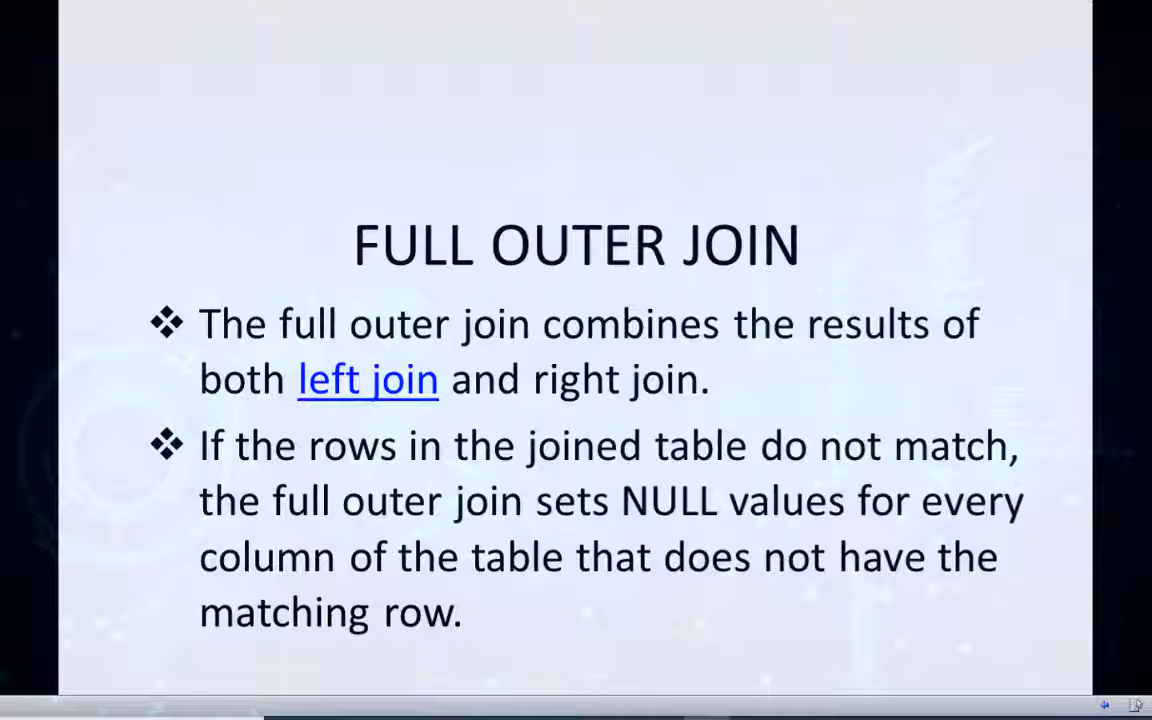 FULL OUTER JOIN
❖ The full outer join combines the results of
both left join and right join.
❖ If the rows in the joined table do not match,
the full outer join sets NULL values for every
column of the table that does not have the
matching row.